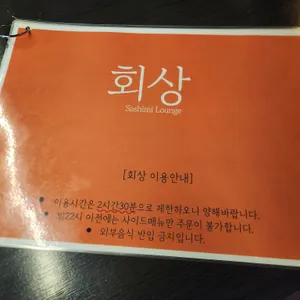 회상
Sashimi Lounge
[회상 이용안내]
• 이용시간은 2시간30분으로 제한하오니 양해바랍니다.
• 밤22시 이전에는 사이드메뉴만 주문이 불가합니다.
• 외부음식 반입 금지입니다.